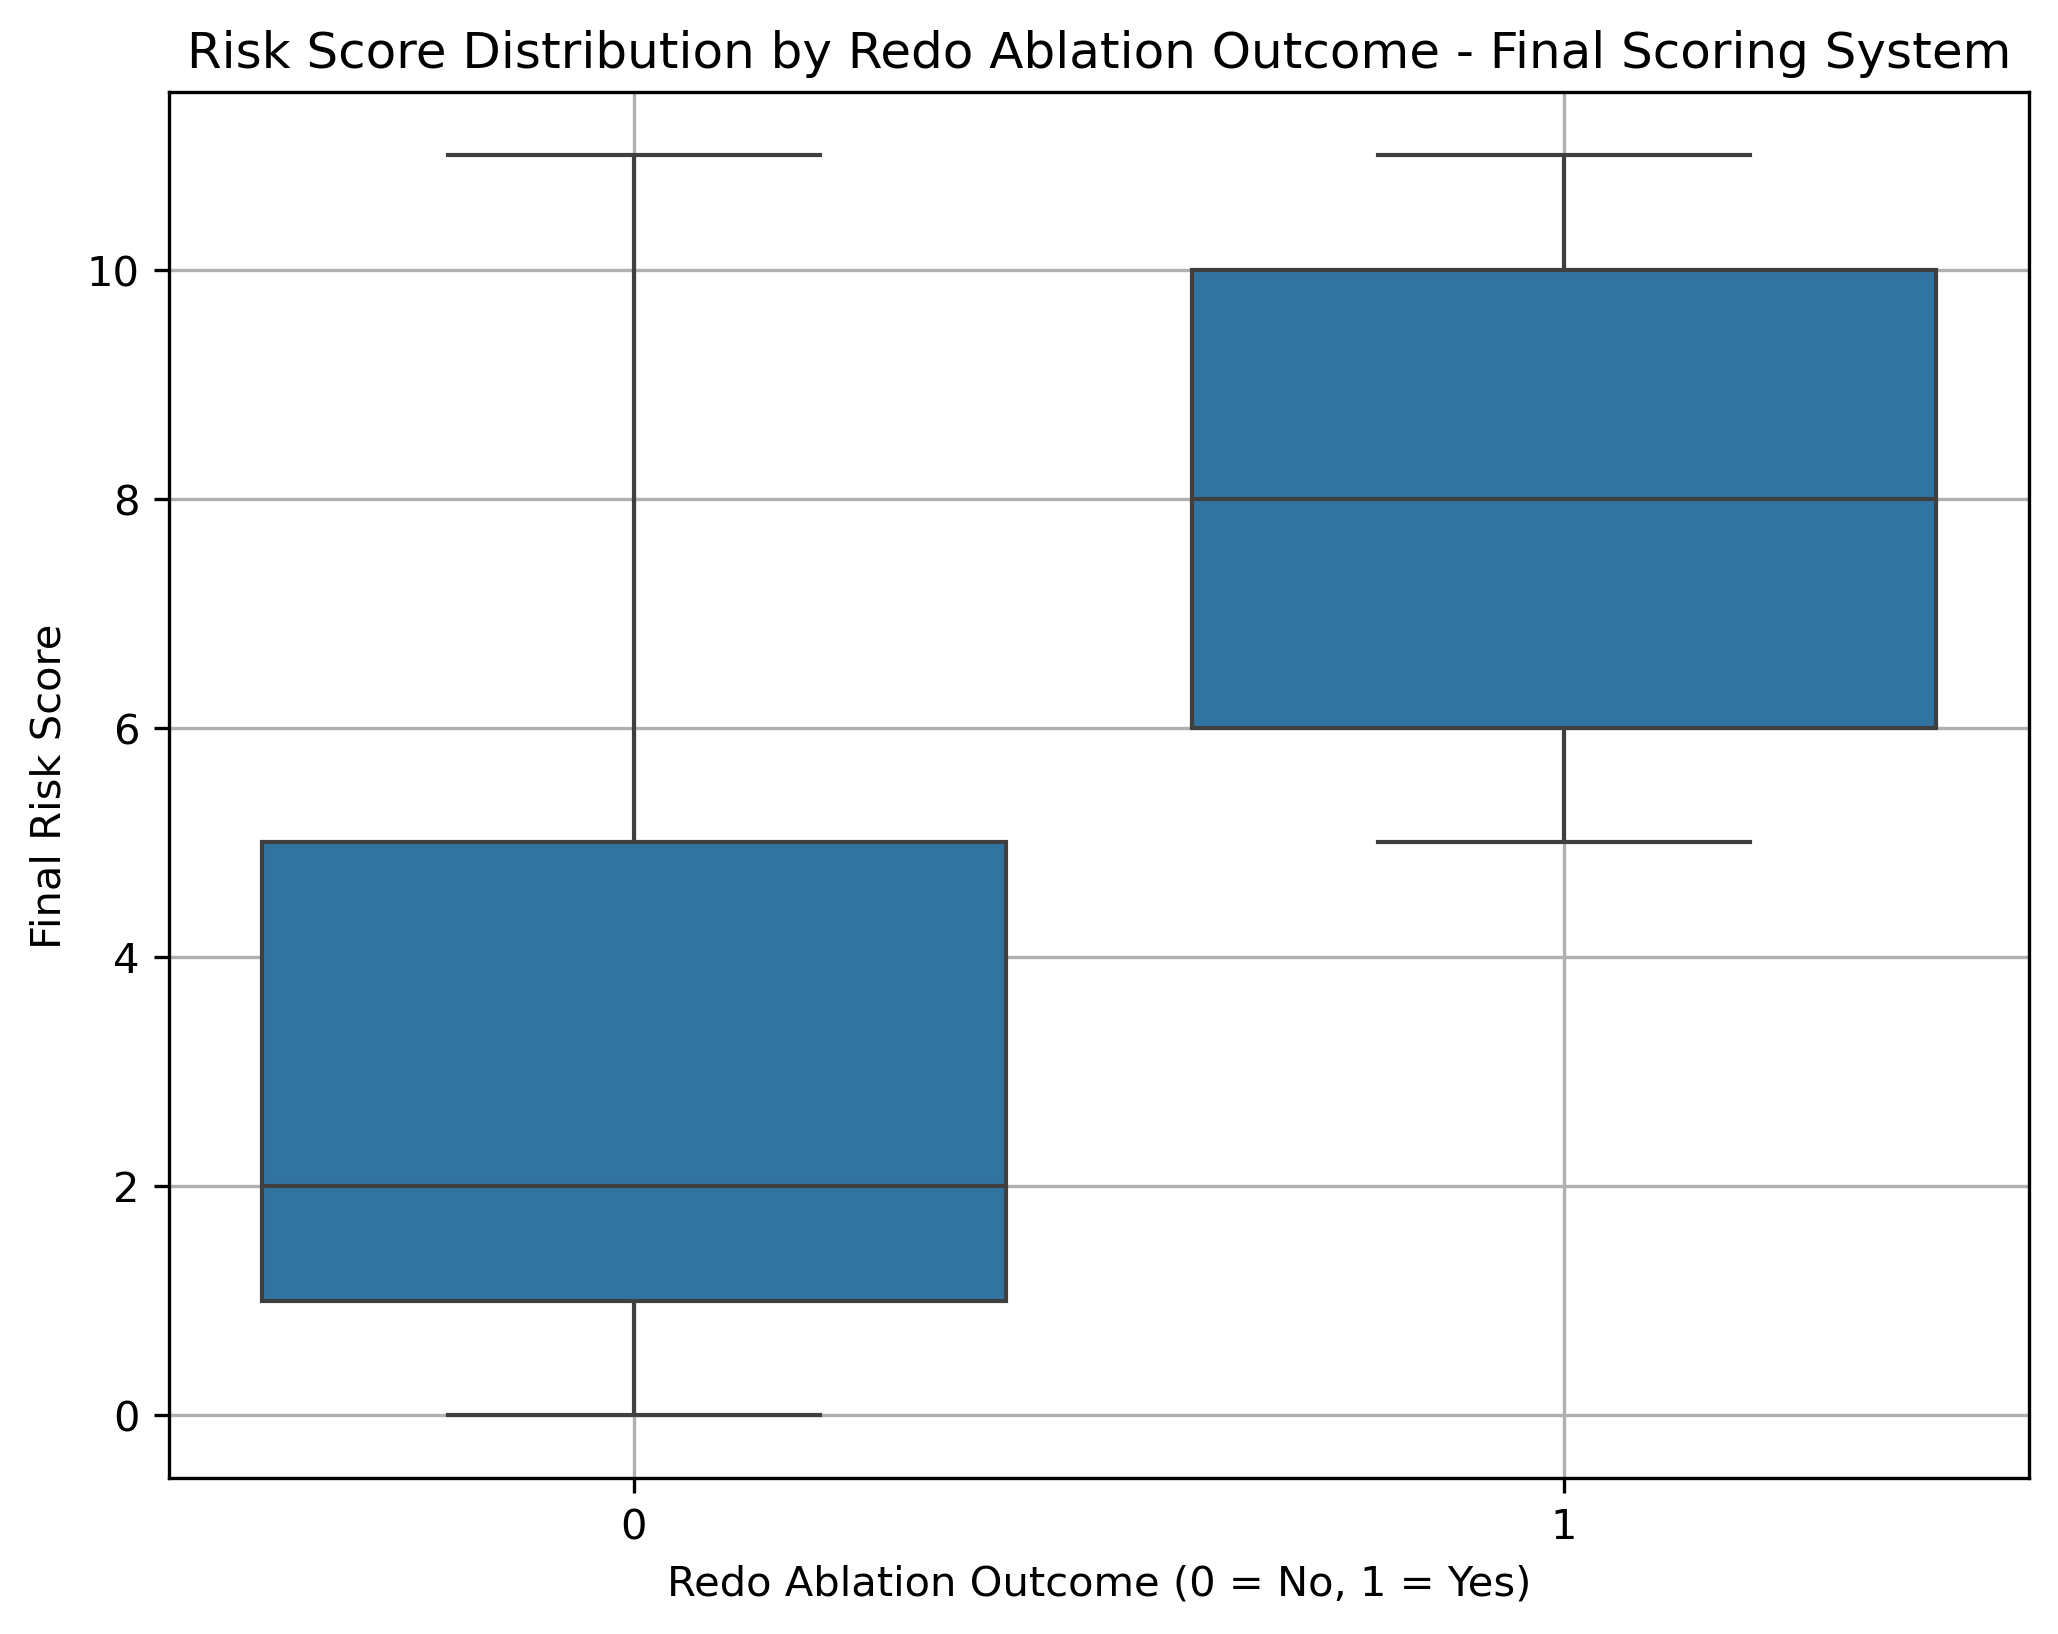 Risk Score Distribution by Redo Ablation Outcome - Final Scoring System
Final Risk Score
10
8
6
4
2
0
0
1
Redo Ablation Outcome (0 = No, 1 = Yes)